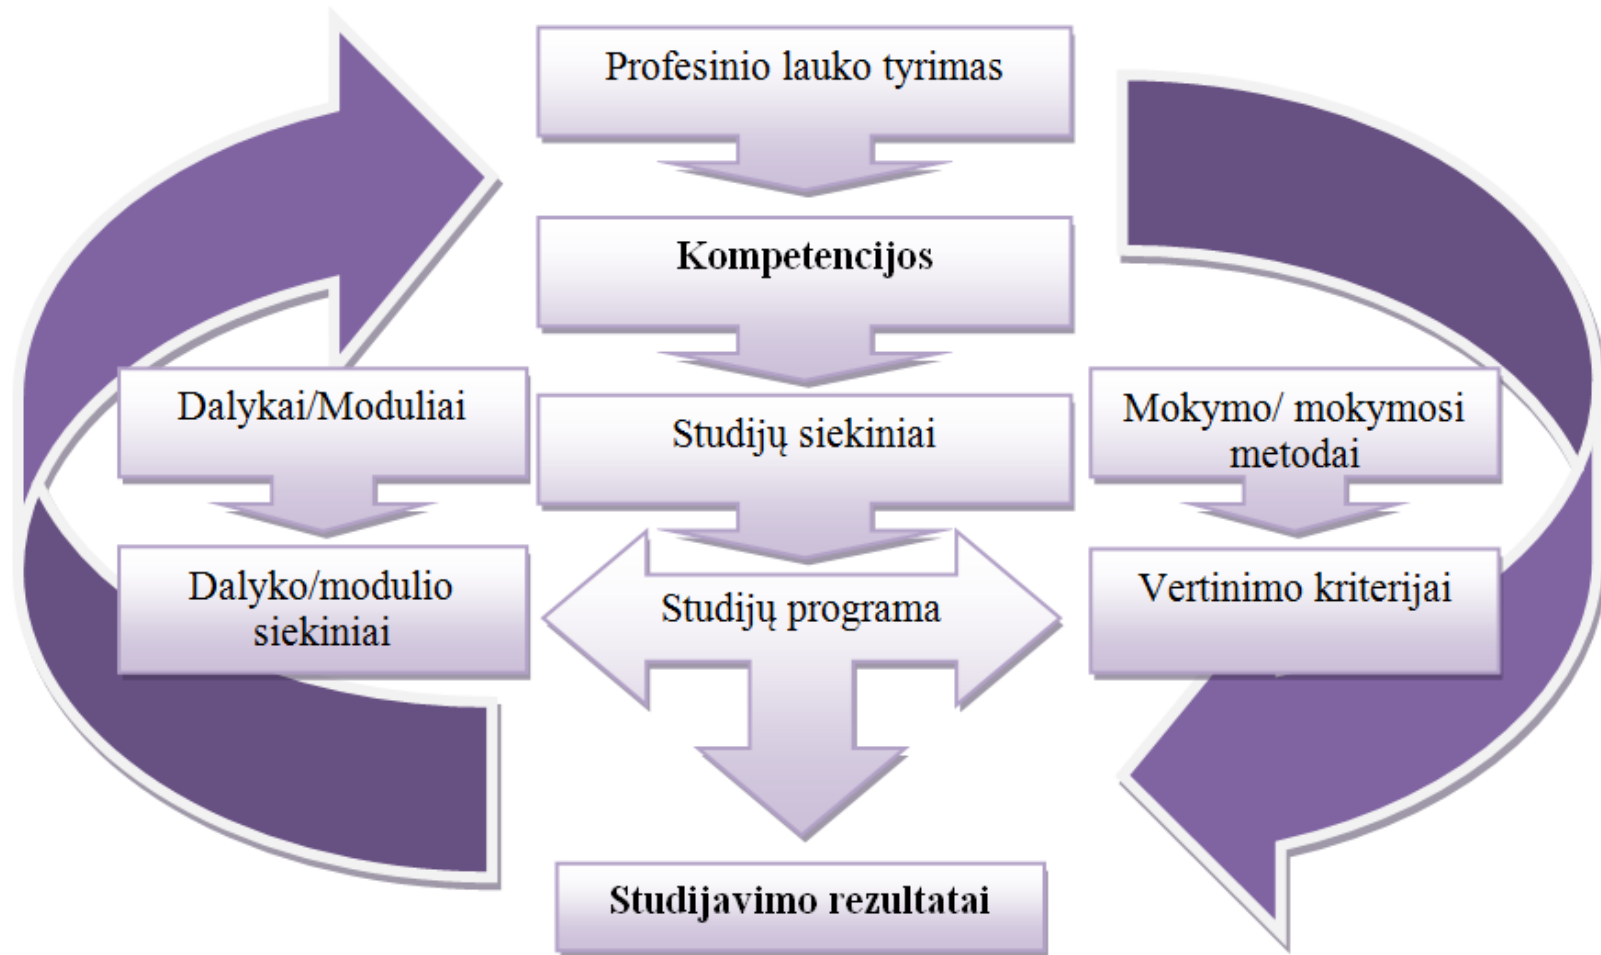 Profesinio lauko tyrimas
Kompetencijos
Dalykai/Moduliai
Studijų siekiniai
Mokymo/ mokymosi
metodai
Dalyko/modulio
siekiniai
Studijų programa
Vertinimo kriterijai
Studijavimo rezultatai